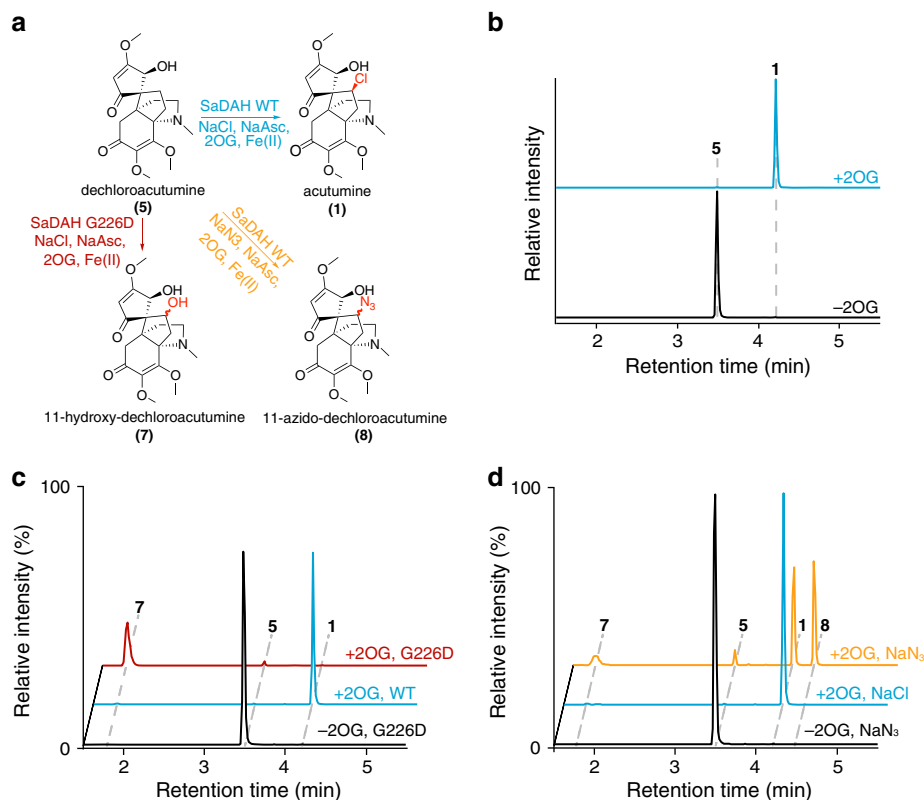 a
O
OH
O
N
O
O
O
dechloroacutumine
(5)
SaDAH WT
NaCl, NaAsc,
2OG, Fe(II)
O
OH
Cl
O
N
O
O
O
acutumine
(1)
SaDAH G226D
NaCl, NaAsc,
2OG, Fe(II)
SaDAH WT
NaN3, NaAsc,
2OG, Fe(II)
O
OH
OH
O
N
O
O
O
11-hydroxy-dechloroacutumine
(7)
O
OH
N₃
O
N
O
O
O
11-azido-dechloroacutumine
(8)
b
Relative intensity
1
5
+2OG
–2OG
2 3 4 5
Retention time (min)
c
Relative intensity (%)
100
0
7
5
1
+2OG, G226D
+2OG, WT
–2OG, G226D
2 3 4 5
Retention time (min)
d
Relative intensity (%)
100
0
7
5
1
8
+2OG, NaN₃
+2OG, NaCl
–2OG, NaN₃
2 3 4 5
Retention time (min)